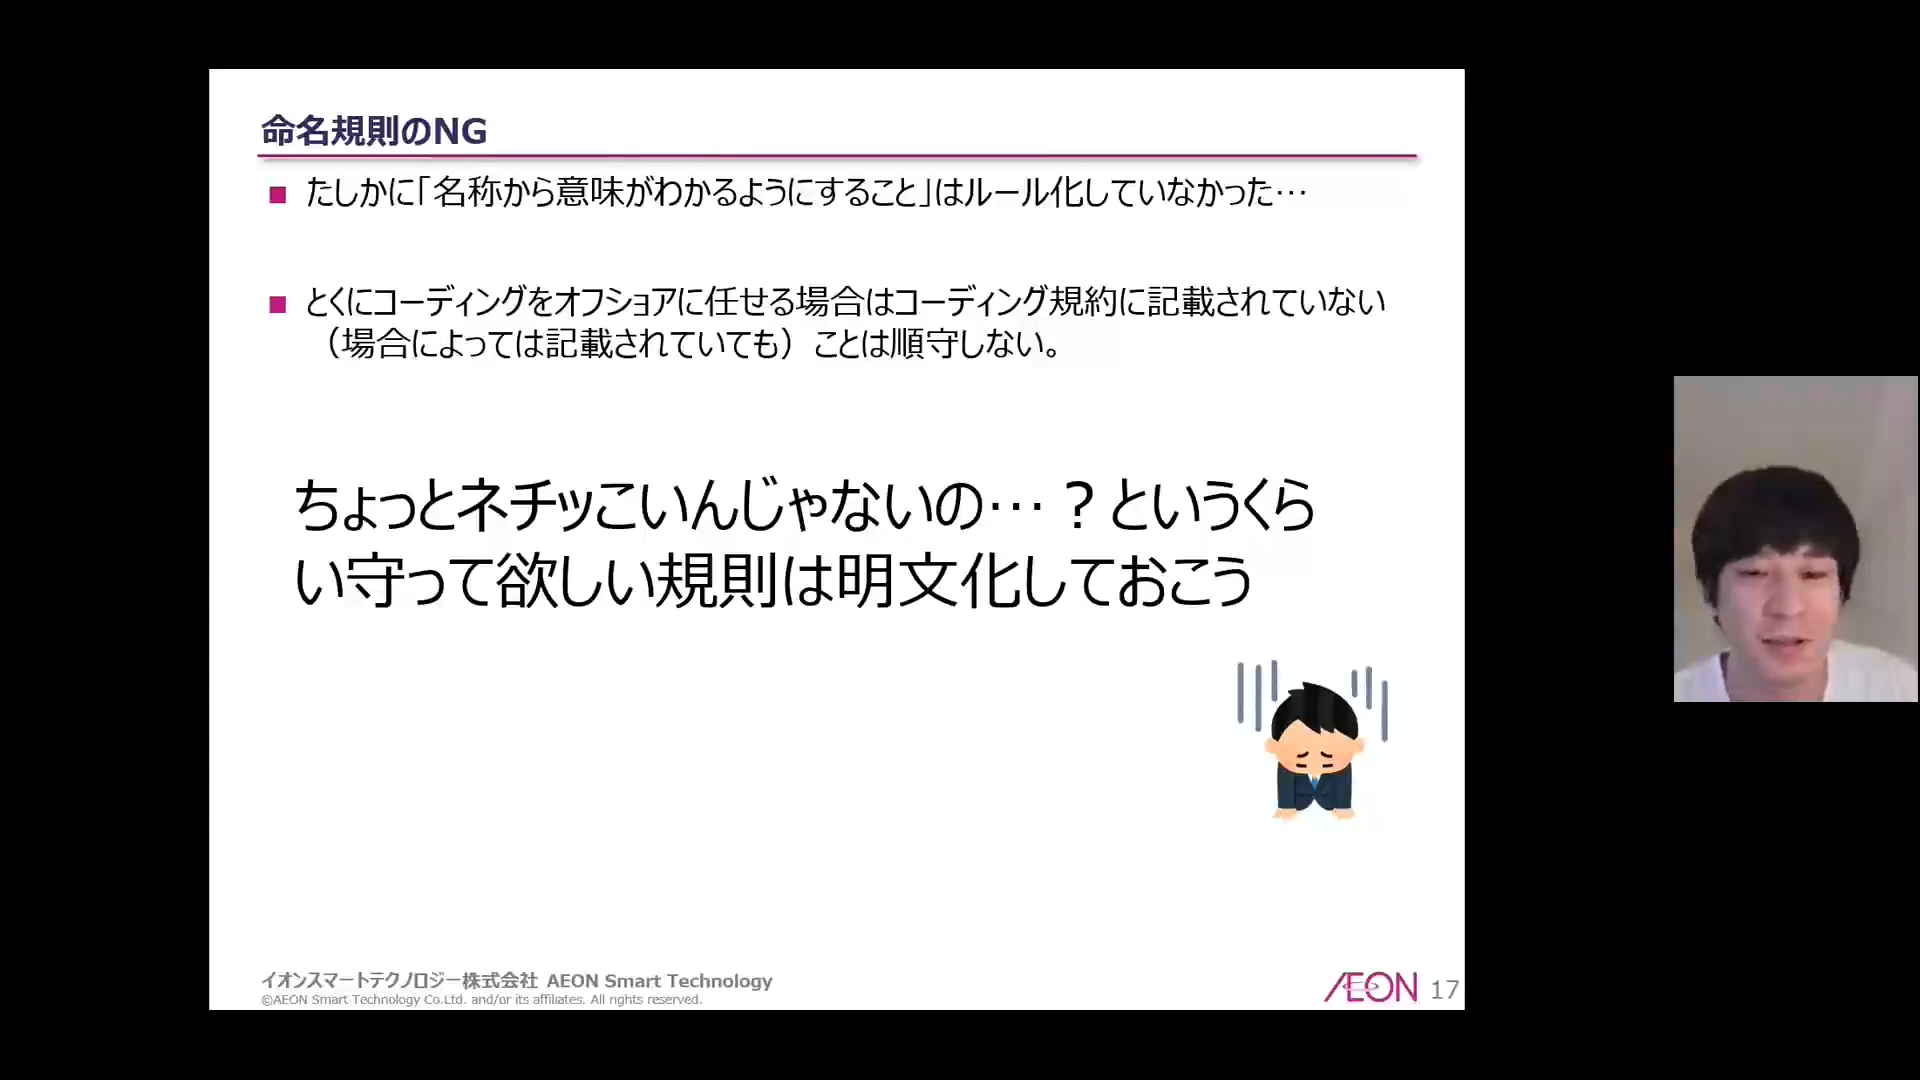 命名規則のNG
たしかに「名称から意味がわかるようにすること」はルール化していなかった…
とくにコーディングをオフショアに任せる場合はコーディング規約に記載されていない
（場合によっては記載されていても）ことは順守しない。
ちょっとネチッこいんじゃないの…？というくら
い守って欲しい規則は明文化しておこう
イオンスマートテクノロジー株式会社 AEON Smart Technology
©AEON Smart Technology Co.Ltd. and/or its affiliates. All rights reserved.
ÆON 17